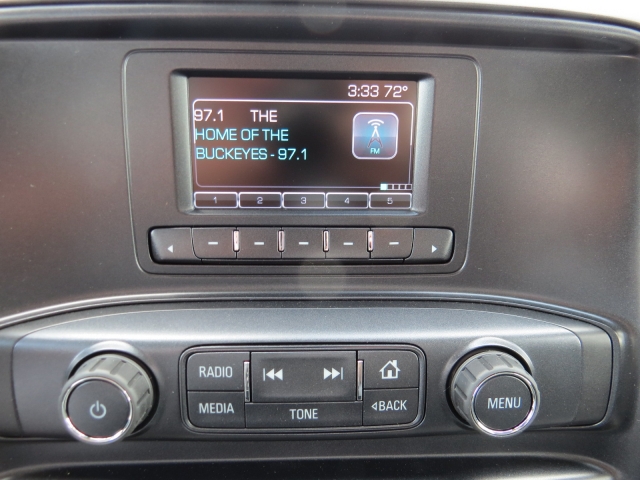 3:33 72°
97.1 THE
HOME OF THE
BUCKEYES - 97.1
FM
1 2 3 4 5
RADIO
MEDIA
TONE
BACK
MENU